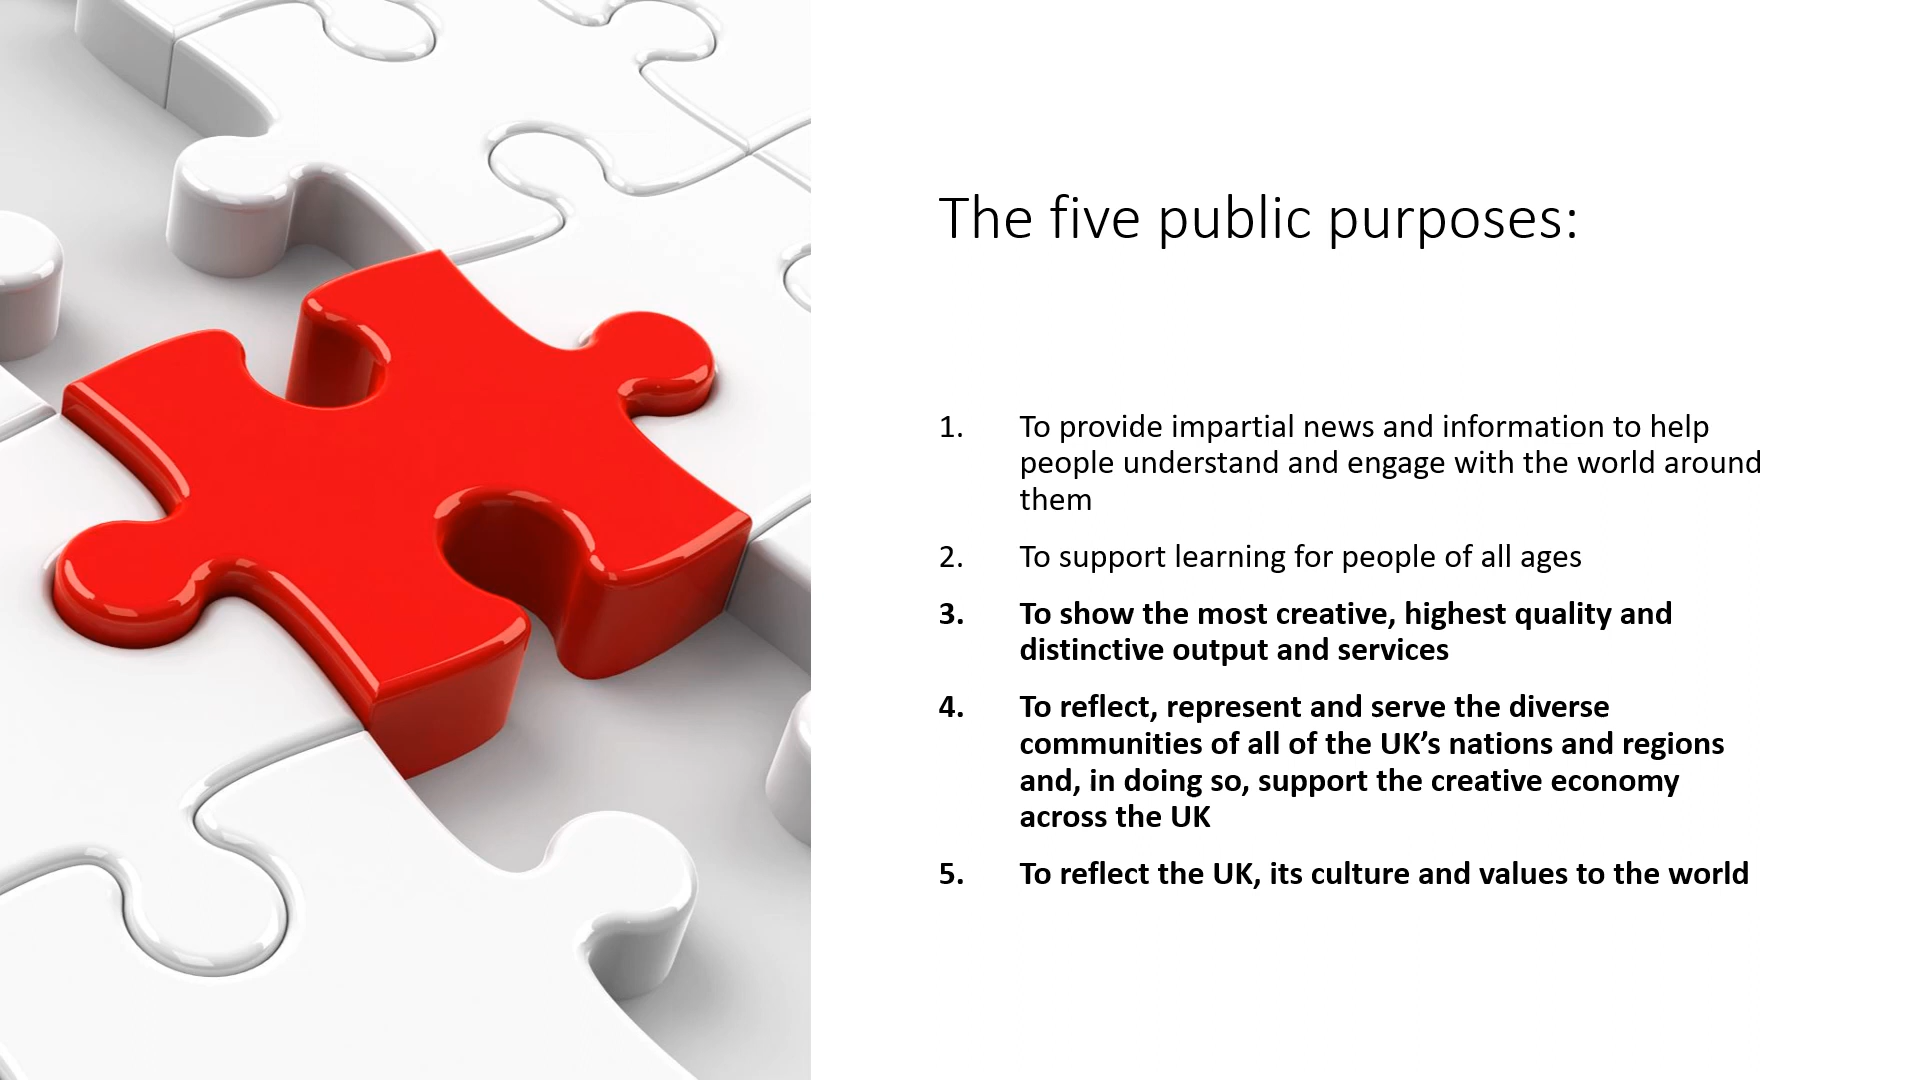 The five public purposes:
1. To provide impartial news and information to help
people understand and engage with the world around
them
2. To support learning for people of all ages
3. To show the most creative, highest quality and
distinctive output and services
4. To reflect, represent and serve the diverse
communities of all of the UK’s nations and regions
and, in doing so, support the creative economy
across the UK
5. To reflect the UK, its culture and values to the world